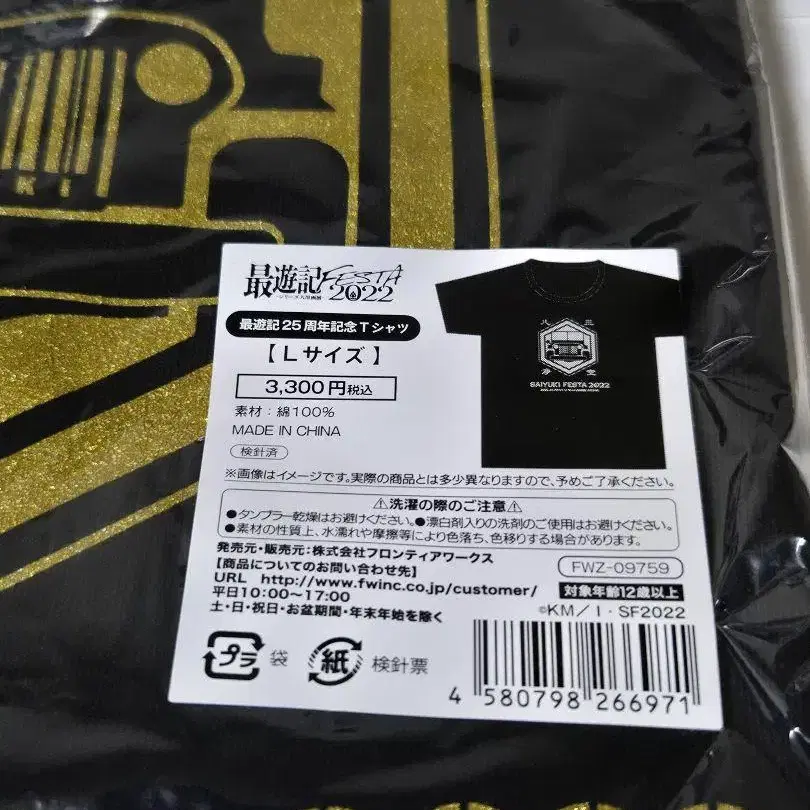 最遊記FESTA
2022
最遊記25周年記念Tシャツ
【Lサイズ】
3,300円税込
素材:綿100%
MADE IN CHINA
検針済
SAIYUKI FESTA 2022
※画像はイメージです。実際の商品とは多少異なりますので、予めご了承ください。
⚠洗濯の際のご注意⚠
●タンブラー乾燥はお避けください。●漂白剤入りの洗剤のご使用はお避けください。
●素材の性質上、水濡れや摩擦等により色落ち、色移りする場合があります。
発売元・販売元:株式会社フロンティアワークス
【商品についてのお問い合わせ先】
FWZ-09759
URL http://www.fwinc.co.jp/customer/
対象年齢12歳以上
平日10:00~17:00
©KM/I・SF2022
土・日・祝日・お盆期間・年末年始を除く
プラ 袋 紙 検針票
4 580798 266971